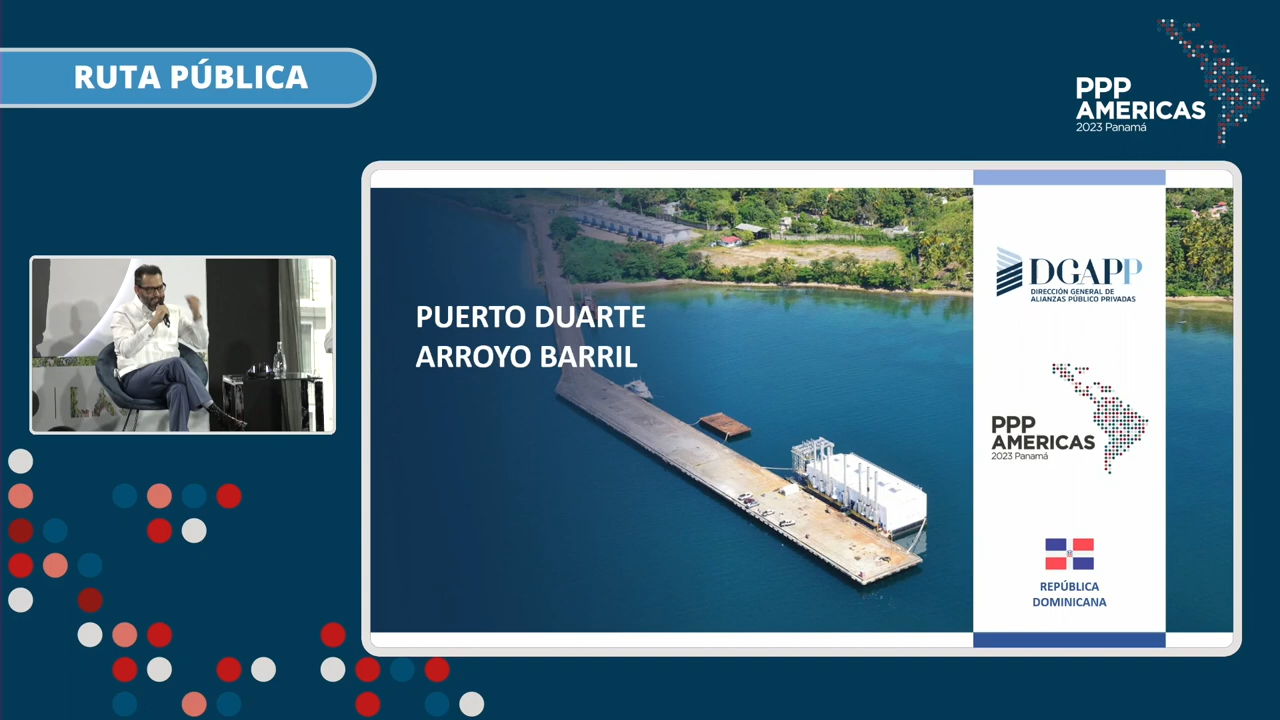 RUTA PÚBLICA
PPP
AMERICAS
2023 Panamá
PUERTO DUARTE
ARROYO BARRIL
DGAPP
DIRECCIÓN GENERAL DE
ALIANZAS PÚBLICO PRIVADAS
PPP
AMERICAS
2023 Panamá
REPÚBLICA
DOMINICANA